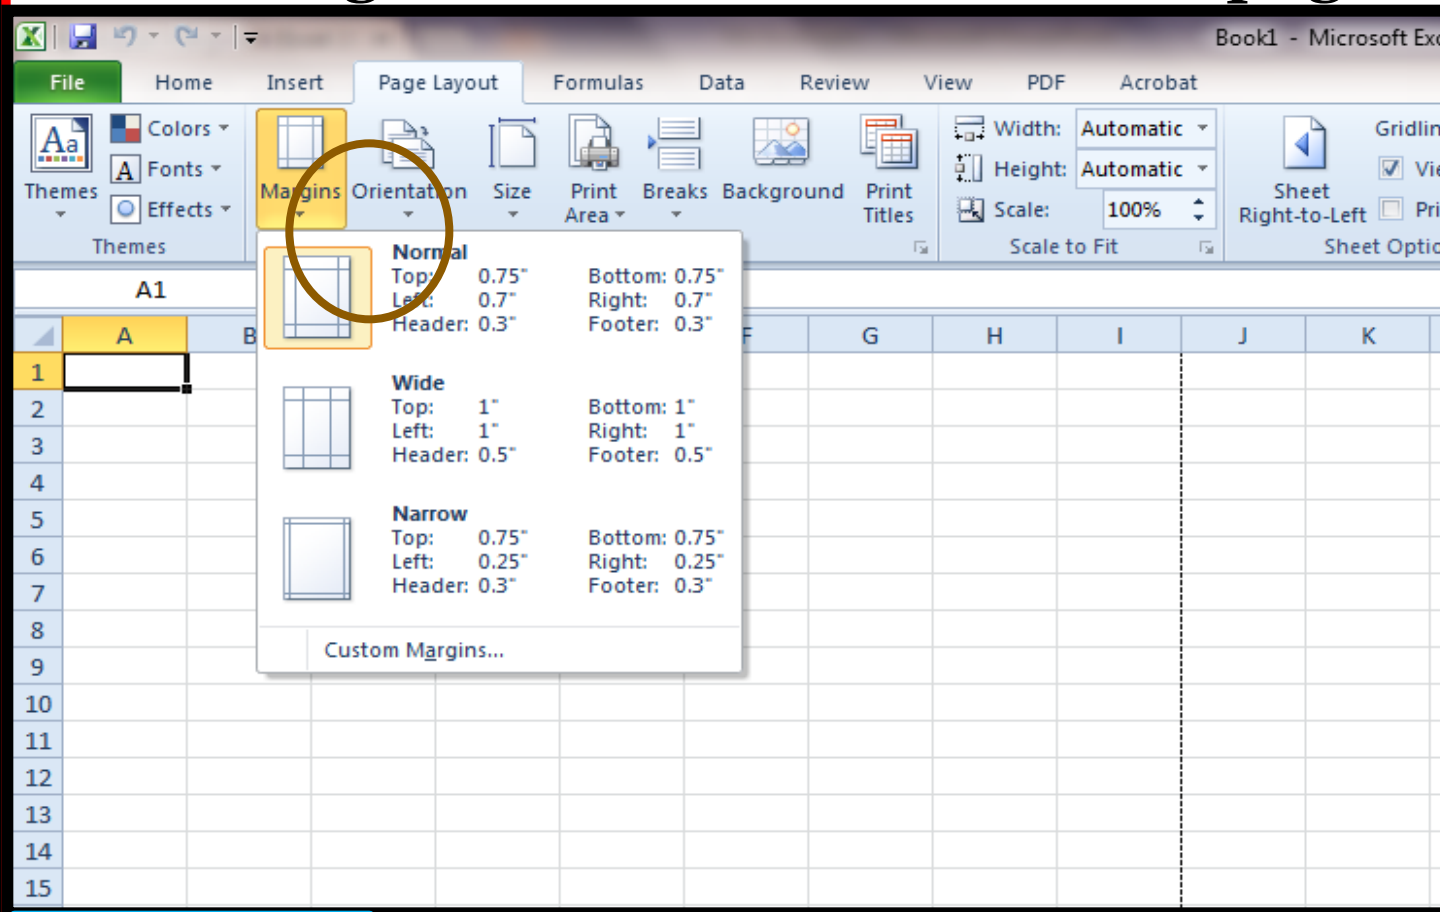 Book1 - Microsoft Exc
File Home Insert Page Layout Formulas Data Review View PDF Acrobat
Themes
Colors
Fonts
Effects
Themes
Margins
Orientation
Size
Print
Area
Breaks
Background
Print
Titles
Width: Automatic
Height: Automatic
Scale: 100%
Scale to Fit
Sheet
Right-to-Left
Gridlin
Vie
Pri
Sheet Optio
A1
A B F G H I J K
Normal
Top: 0.75" Bottom: 0.75"
Left: 0.7" Right: 0.7"
Header: 0.3" Footer: 0.3"
Wide
Top: 1" Bottom: 1"
Left: 1" Right: 1"
Header: 0.5" Footer: 0.5"
Narrow
Top: 0.75" Bottom: 0.75"
Left: 0.25" Right: 0.25"
Header: 0.3" Footer: 0.3"
Custom Margins...
1
2
3
4
5
6
7
8
9
10
11
12
13
14
15